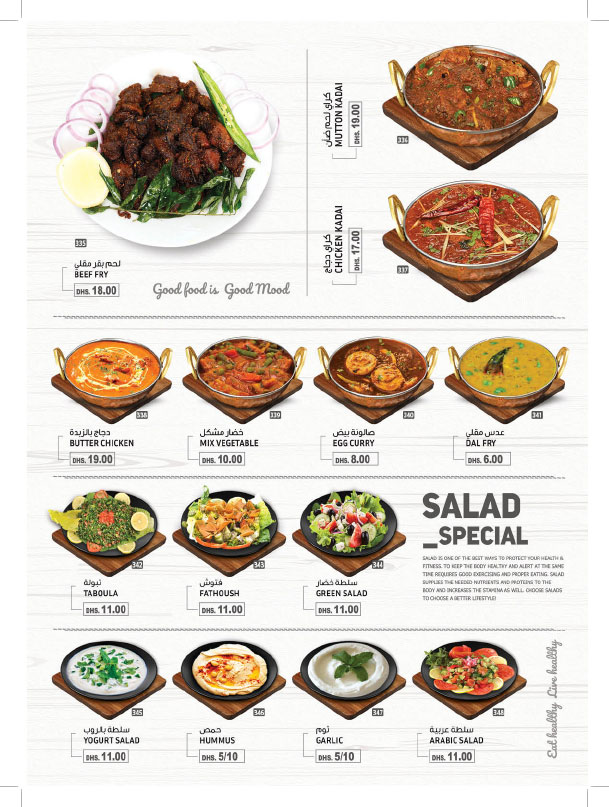 335
لحم بقر مقلي
BEEF FRY
DHS. 18.00
Good food is Good Mood
كراي لحم ضأن
MUTTON KADAI
DHS. 19.00
336
كراي دجاج
CHICKEN KADAI
DHS. 17.00
337
338
دجاج بالزبدة
BUTTER CHICKEN
DHS. 19.00
339
خضار مشكل
MIX VEGETABLE
DHS. 10.00
340
صالونة بيض
EGG CURRY
DHS. 8.00
341
عدس مقلي
DAL FRY
DHS. 6.00
342
تبولة
TABOULA
DHS. 11.00
343
فتوش
FATHOUSH
DHS. 11.00
344
سلطة خضار
GREEN SALAD
DHS. 11.00
SALAD
_SPECIAL
SALAD IS ONE OF THE BEST WAYS TO PROTECT YOUR HEALTH &
FITNESS. TO KEEP THE BODY HEALTHY AND ALERT AT THE SAME
TIME REQUIRES GOOD EXERCISING AND PROPER EATING. SALAD
SUPPLIES THE NEEDED NUTRIENTS AND PROTEINS TO THE
BODY AND INCREASES THE STAMINA AS WELL. CHOOSE SALADS
TO CHOOSE A BETTER LIFESTYLE!
345
سلطة بالروب
YOGURT SALAD
DHS. 11.00
346
حمص
HUMMUS
DHS. 5/10
347
ثوم
GARLIC
DHS. 5/10
348
سلطة عربية
ARABIC SALAD
DHS. 11.00
Eat healthy Live healthy